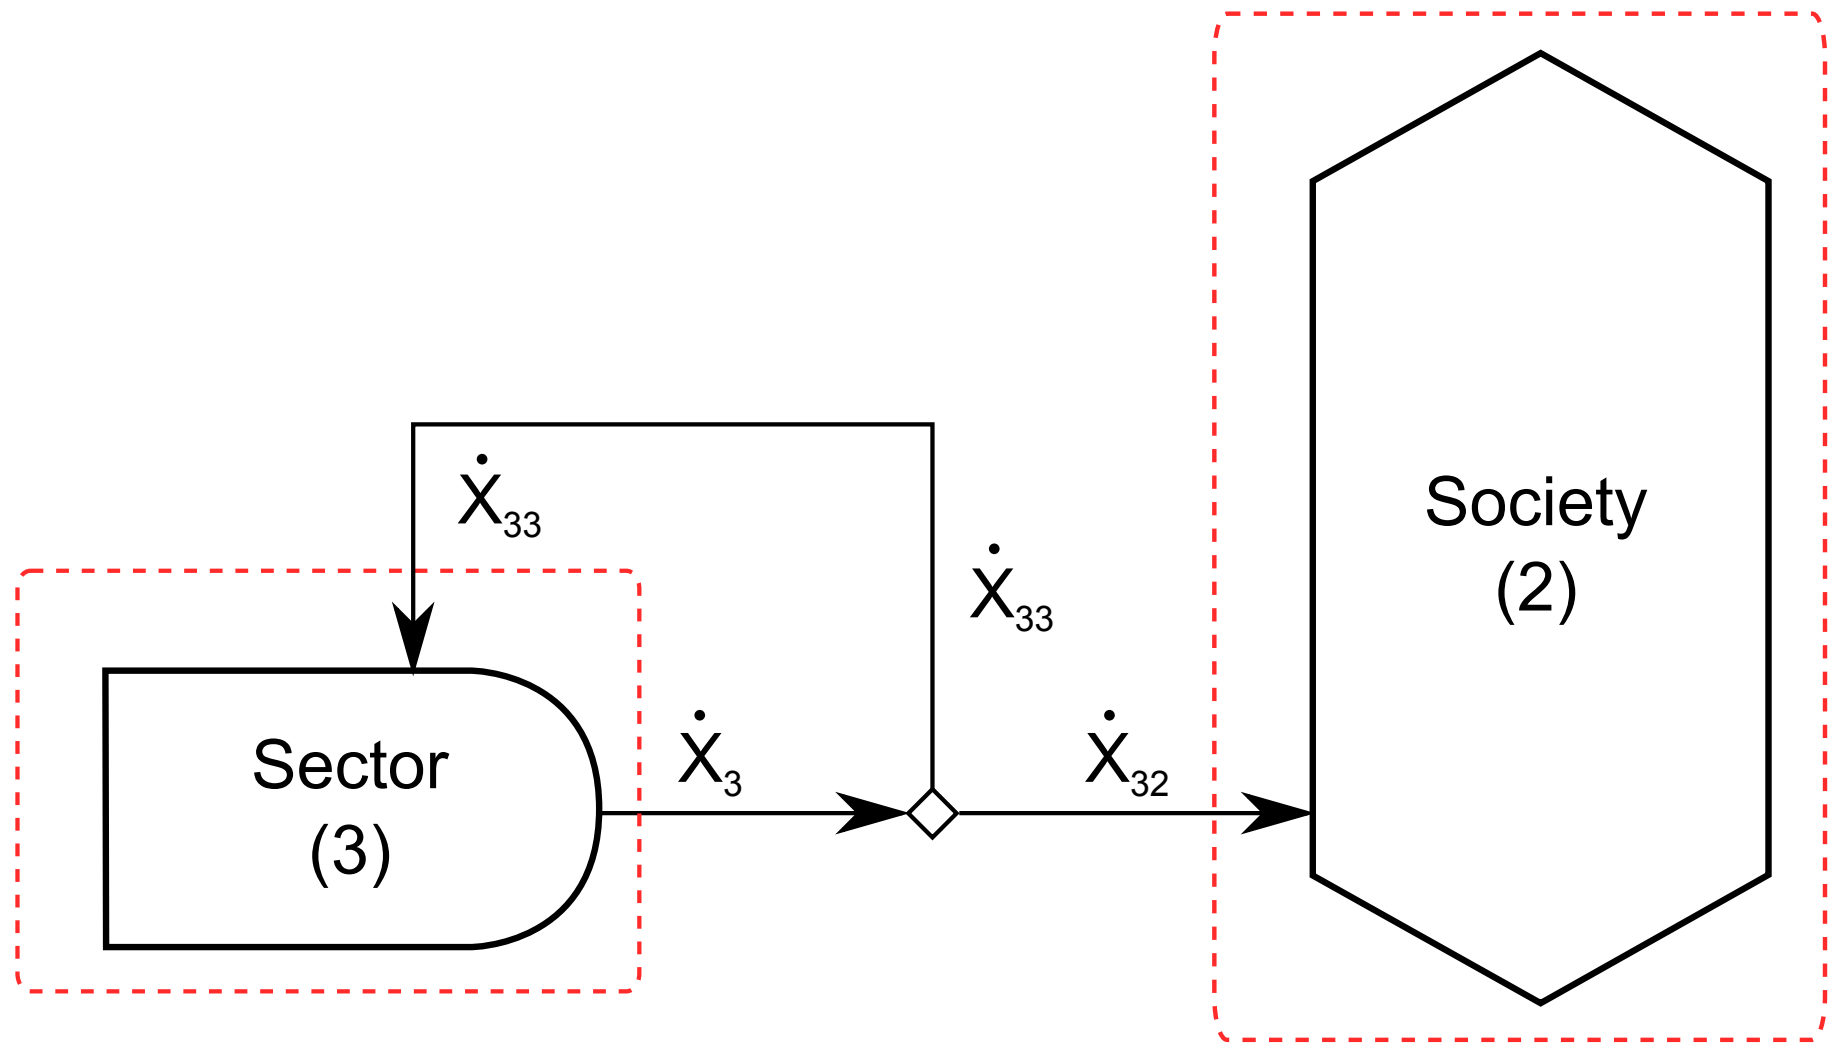 Ẋ₃₃
Ẋ₃₃
Society
(2)
Sector
(3)
Ẋ₃
Ẋ₃₂